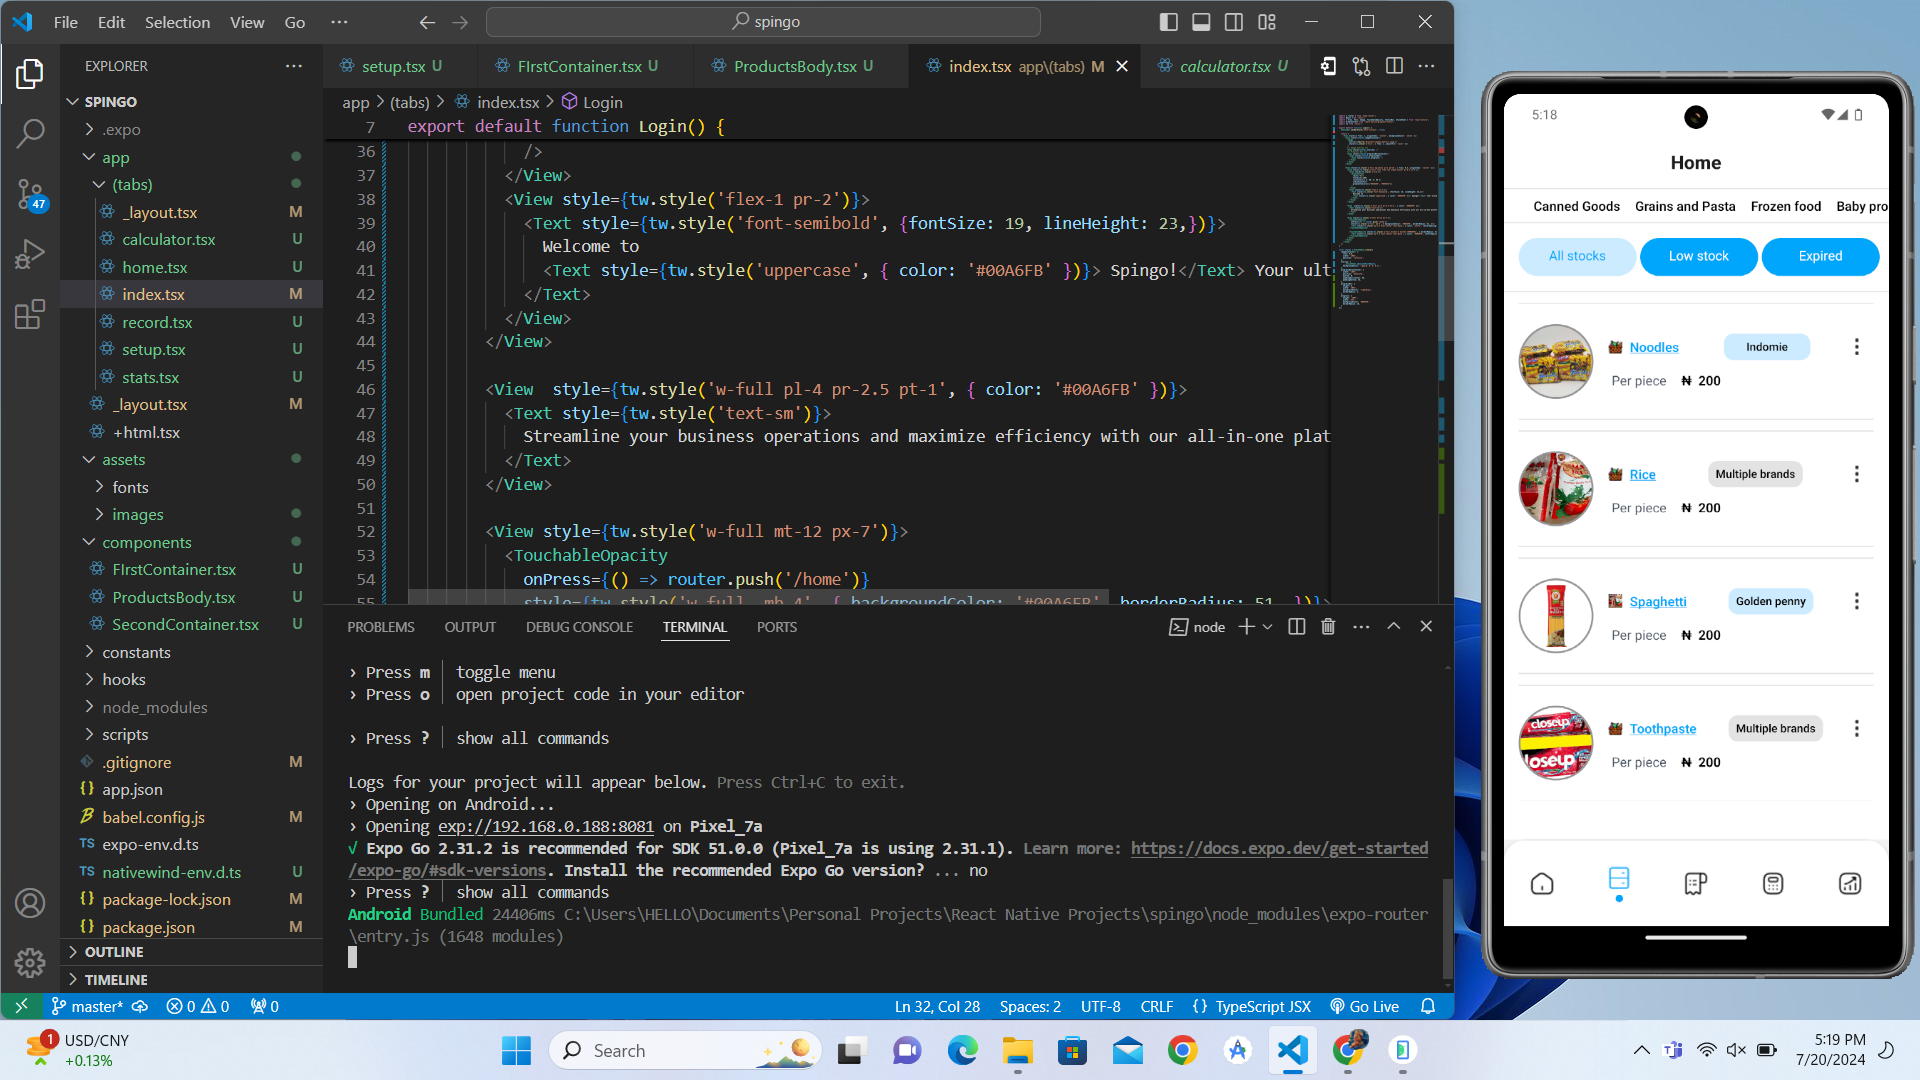 File Edit Selection View Go ···
spingo
EXPLORER
SPINGO
.expo
app
(tabs)
_layout.tsx M
calculator.tsx U
home.tsx U
index.tsx M
record.tsx U
setup.tsx U
stats.tsx U
_layout.tsx M
+html.tsx
assets
fonts
images
components
FIrstContainer.tsx U
ProductsBody.tsx U
SecondContainer.tsx U
constants
hooks
node_modules
scripts
.gitignore M
app.json
babel.config.js M
expo-env.d.ts
nativewind-env.d.ts U
package-lock.json M
package.json M
OUTLINE
TIMELINE
47
setup.tsx U FIrstContainer.tsx U ProductsBody.tsx U index.tsx app\(tabs) M calculator.tsx U
app > (tabs) > index.tsx > Login
7 export default function Login() {
36 />
37 </View>
38 <View style={tw.style('flex-1 pr-2')}>
39 <Text style={tw.style('font-semibold', {fontSize: 19, lineHeight: 23,})}>
40 Welcome to
41 <Text style={tw.style('uppercase', { color: '#00A6FB' })}> Spingo!</Text> Your ult
42 </Text>
43 </View>
44 </View>
45
46 <View  style={tw.style('w-full pl-4 pr-2.5 pt-1', { color: '#00A6FB' })}>
47 <Text style={tw.style('text-sm')}>
48 Streamline your business operations and maximize efficiency with our all-in-one plat
49 </Text>
50 </View>
51
52 <View style={tw.style('w-full mt-12 px-7')}>
53 <TouchableOpacity
54 onPress={() => router.push('/home')}
55 style={tw.style('w-full  mb-4', { backgroundColor: '#00A6FB', borderRadius: 51, })}>
PROBLEMS OUTPUT DEBUG CONSOLE TERMINAL PORTS
node
› Press m │ toggle menu
› Press o │ open project code in your editor
› Press ? │ show all commands
Logs for your project will appear below. Press Ctrl+C to exit.
› Opening on Android...
› Opening exp://192.168.0.188:8081 on Pixel_7a
√ Expo Go 2.31.2 is recommended for SDK 51.0.0 (Pixel_7a is using 2.31.1). Learn more: https://docs.expo.dev/get-started
/expo-go/#sdk-versions. Install the recommended Expo Go version? ... no
› Press ? │ show all commands
Android Bundled 24406ms C:\Users\HELLO\Documents\Personal Projects\React Native Projects\spingo\node_modules\expo-router
\entry.js (1648 modules)
master* 0 0 0
Ln 32, Col 28 Spaces: 2 UTF-8 CRLF {} TypeScript JSX Go Live
5:18
Home
Canned Goods Grains and Pasta Frozen food Baby pro
All stocks Low stock Expired
Noodles Indomie
Per piece ₦ 200
Rice Multiple brands
Per piece ₦ 200
Spaghetti Golden penny
Per piece ₦ 200
Toothpaste Multiple brands
Per piece ₦ 200
closeup
loseup
1
USD/CNY
+0.13%
Search
5:19 PM
7/20/2024